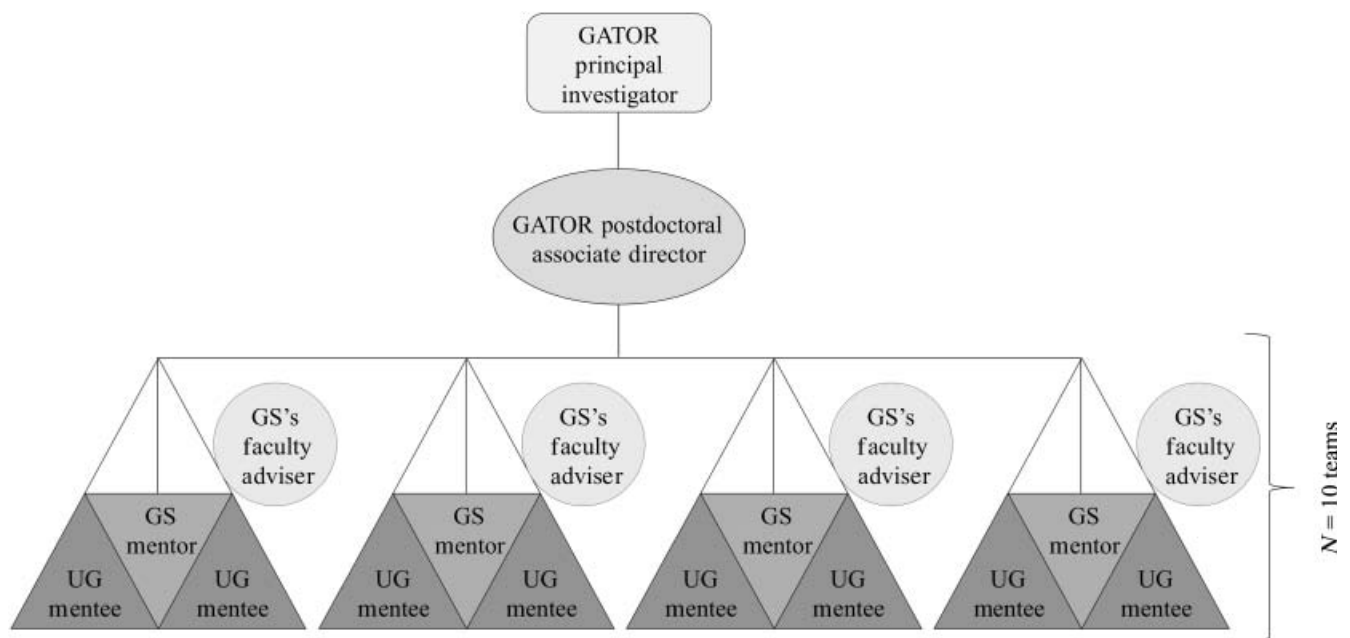 GATOR
principal
investigator
GATOR postdoctoral
associate director
GS's
faculty
adviser
GS's
faculty
adviser
GS's
faculty
adviser
GS's
faculty
adviser
GS
mentor
GS
mentor
GS
mentor
GS
mentor
UG
mentee
UG
mentee
UG
mentee
UG
mentee
UG
mentee
UG
mentee
UG
mentee
UG
mentee
N = 10 teams